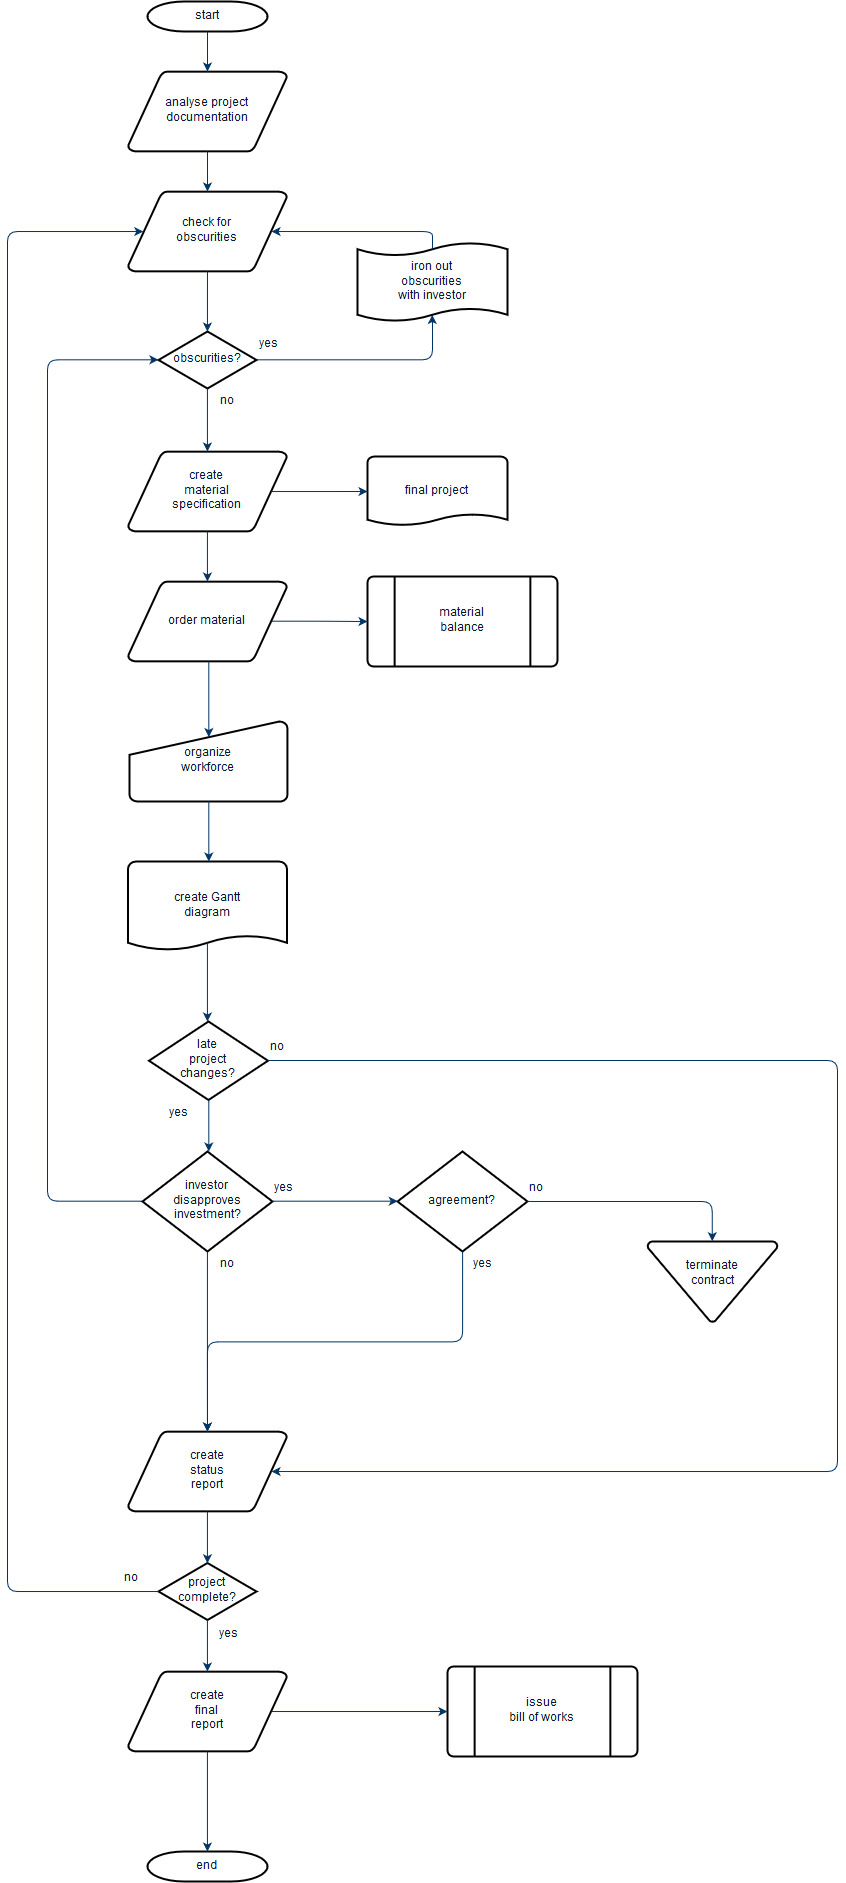 start
analyse project
documentation
check for
obscurities
iron out
obscurities
with investor
obscurities?
yes
no
create
material
specification
final project
order material
material
balance
organize
workforce
create Gantt
diagram
late
project
changes?
no
yes
investor
disapproves
investment?
yes
no
agreement?
no
yes
terminate
contract
create
status
report
project
complete?
no
yes
create
final
report
issue
bill of works
end